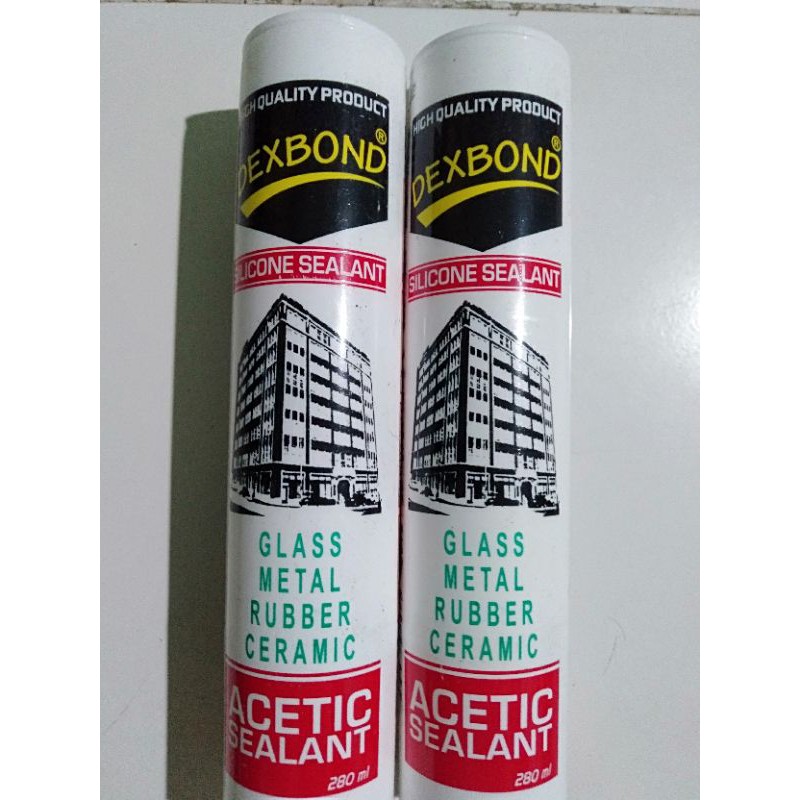 HIGH QUALITY PRODUCT
DEXBOND®
SILICONE SEALANT
GLASS
METAL
RUBBER
CERAMIC
ACETIC
SEALANT
280 ml
HIGH QUALITY PRODUCT
DEXBOND®
SILICONE SEALANT
GLASS
METAL
RUBBER
CERAMIC
ACETIC
SEALANT
280 ml